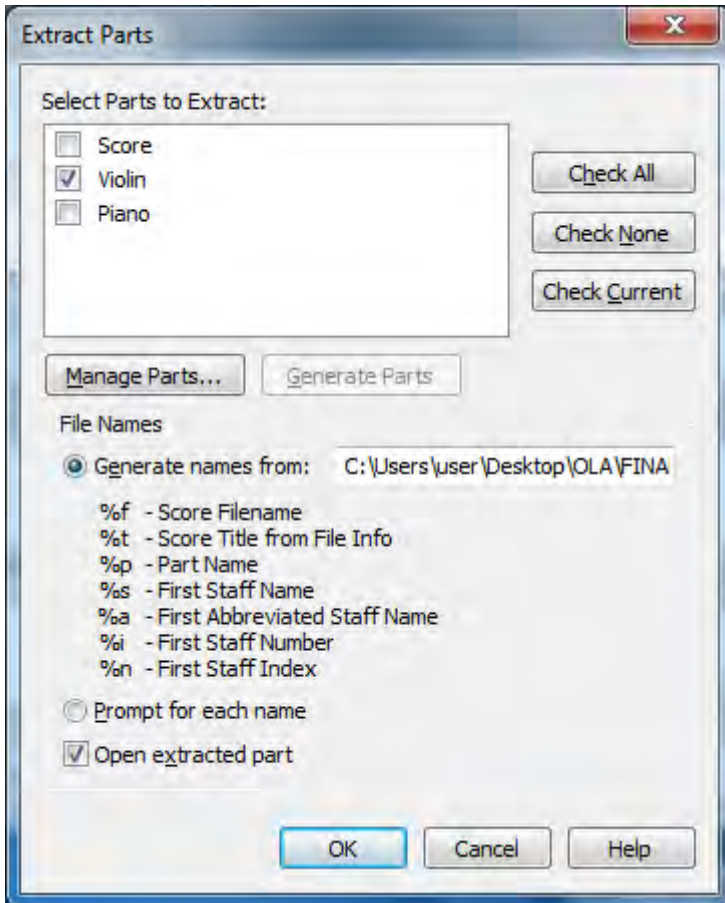 Extract Parts
Select Parts to Extract:
Score
Violin
Piano
Check All
Check None
Check Current
Manage Parts...
Generate Parts
File Names
Generate names from: C:\Users\user\Desktop\OLA\FINA
%f - Score Filename
%t - Score Title from File Info
%p - Part Name
%s - First Staff Name
%a - First Abbreviated Staff Name
%i - First Staff Number
%n - First Staff Index
Prompt for each name
Open extracted part
OK Cancel Help